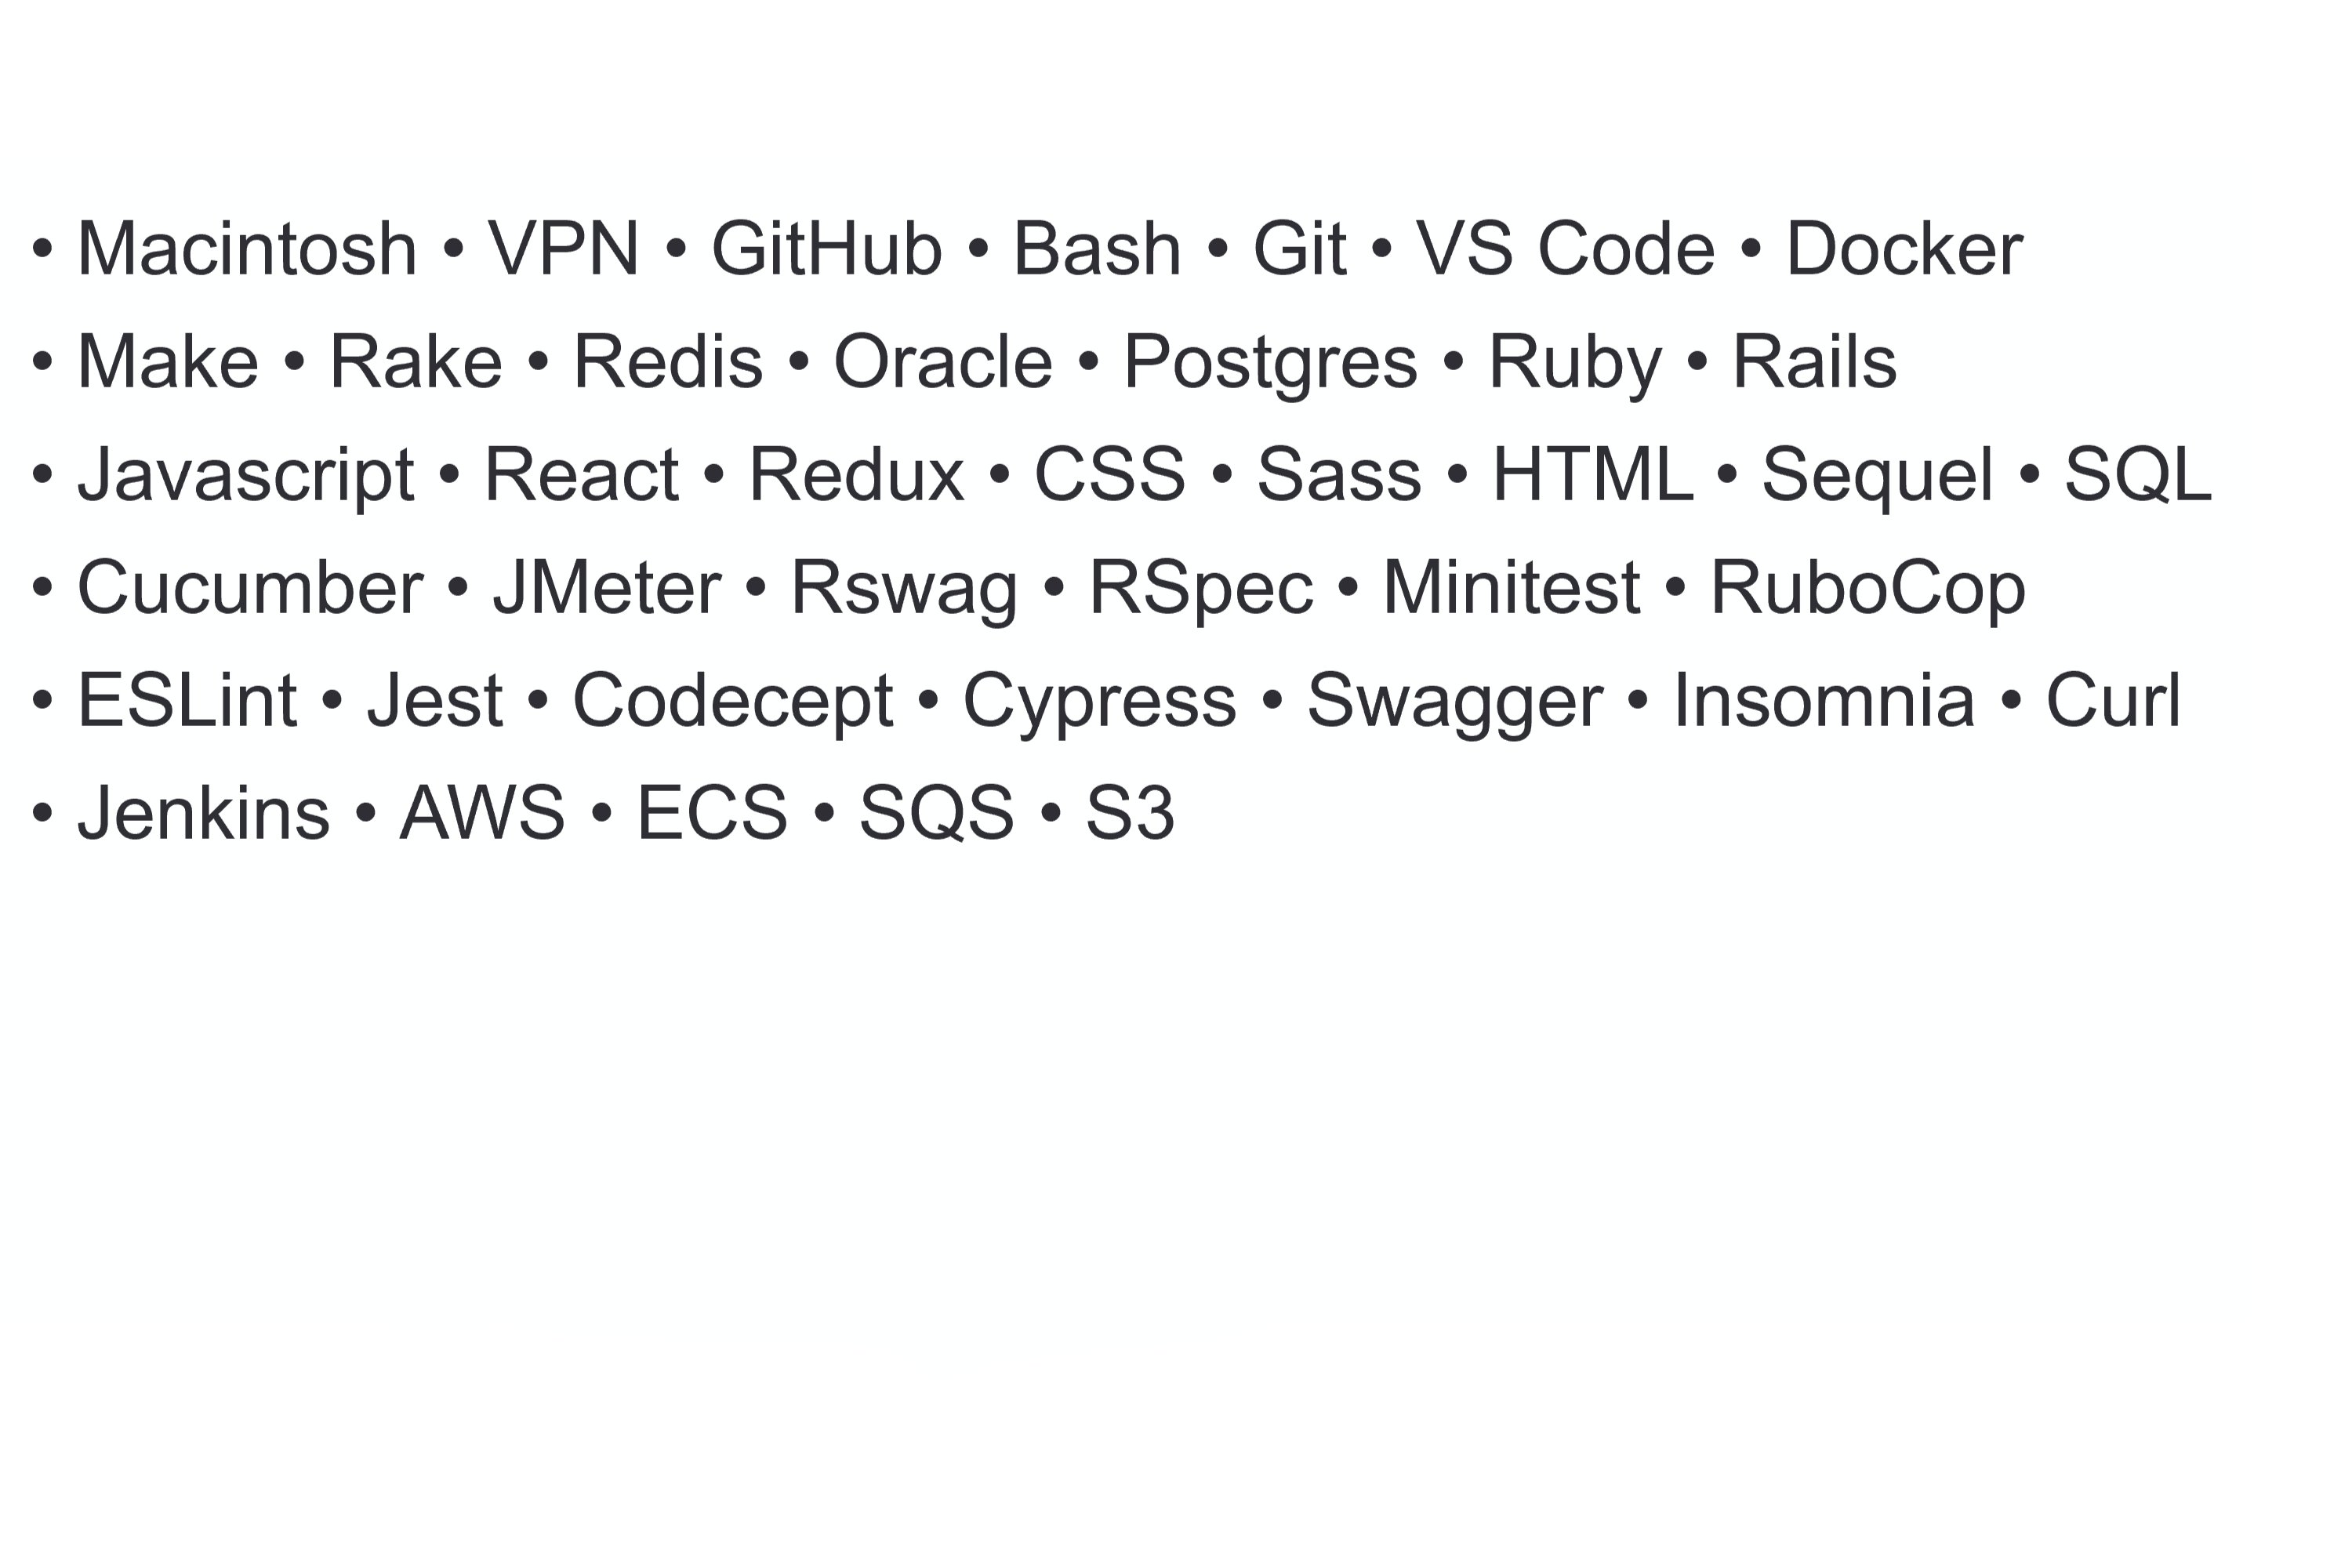 • Macintosh • VPN • GitHub • Bash • Git • VS Code • Docker
• Make • Rake • Redis • Oracle • Postgres • Ruby • Rails
• Javascript • React • Redux • CSS • Sass • HTML • Sequel • SQL
• Cucumber • JMeter • Rswag • RSpec • Minitest • RuboCop
• ESLint • Jest • Codecept • Cypress • Swagger • Insomnia • Curl
• Jenkins • AWS • ECS • SQS • S3